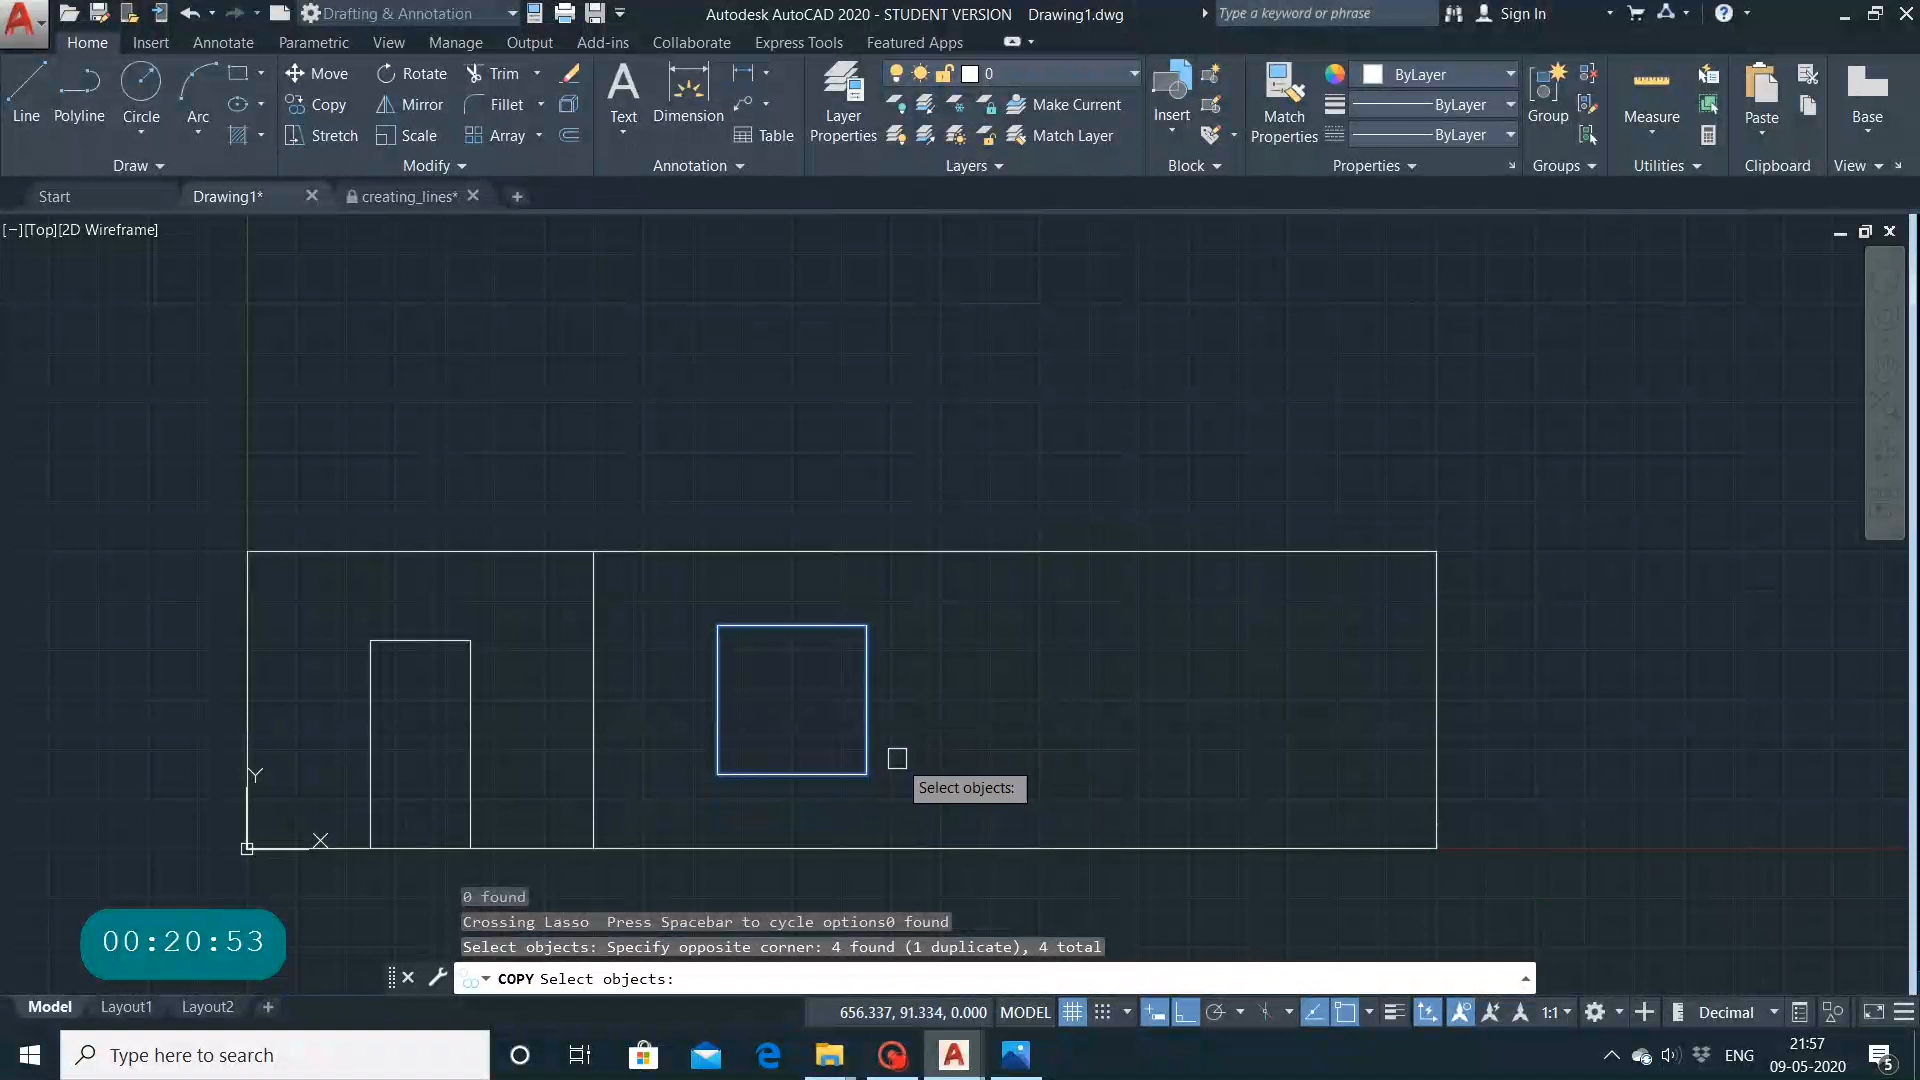 Drafting & Annotation
Autodesk AutoCAD 2020 - STUDENT VERSION Drawing1.dwg
Type a keyword or phrase
Sign In
Home Insert Annotate Parametric View Manage Output Add-ins Collaborate Express Tools Featured Apps
Line Polyline Circle Arc
Move Rotate Trim
Copy Mirror Fillet
Stretch Scale Array
Text Dimension Table
Layer Properties
0
Make Current
Match Layer
Insert
Match Properties
ByLayer
ByLayer
ByLayer
Group
Measure
Paste
Base
Draw Modify Annotation Layers Block Properties Groups Utilities Clipboard View
Start Drawing1* creating_lines*
[−][Top][2D Wireframe]
Y
X
Select objects:
0 found
Crossing Lasso  Press Spacebar to cycle options0 found
Select objects: Specify opposite corner: 4 found (1 duplicate), 4 total
00:20:53
COPY Select objects:
Model Layout1 Layout2
656.337, 91.334, 0.000 MODEL
1:1
Decimal
Type here to search
ENG
21:57
09-05-2020
5